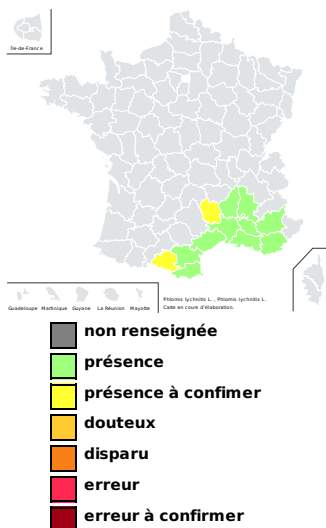 Île-de-France
Guadeloupe Martinique Guyane La Réunion Mayotte
Phlomis lychnitis L. , Phlomis lychnitis L.
Carte en cours d'élaboration.
non renseignée
présence
présence à confimer
douteux
disparu
erreur
erreur à confirmer